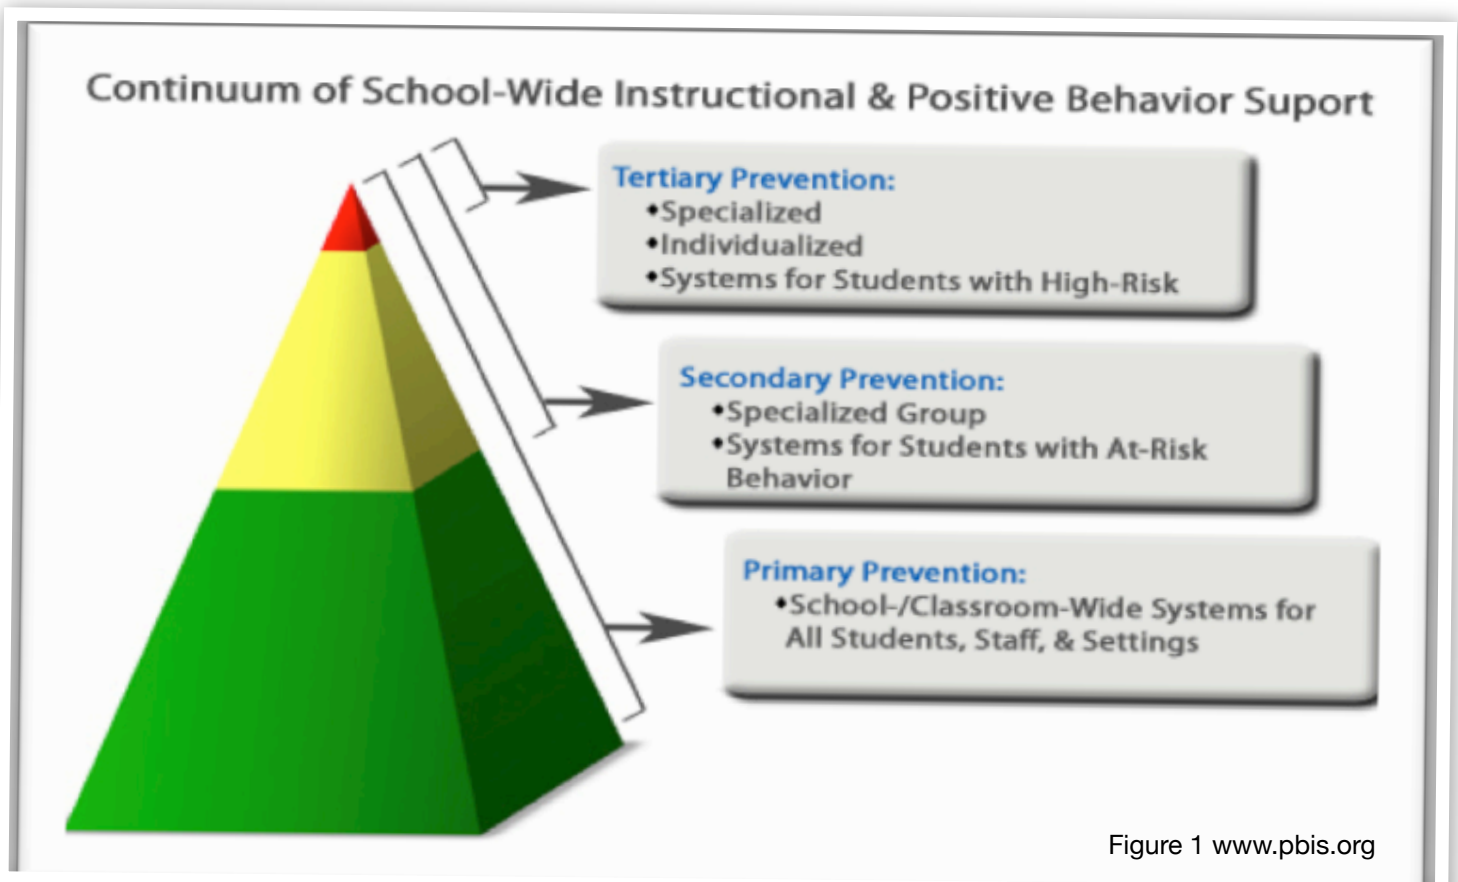 Continuum of School-Wide Instructional & Positive Behavior Suport
Tertiary Prevention:
◆Specialized
◆Individualized
◆Systems for Students with High-Risk
Secondary Prevention:
◆Specialized Group
◆Systems for Students with At-Risk
Behavior
Primary Prevention:
◆School-/Classroom-Wide Systems for
All Students, Staff, & Settings
Figure 1 www.pbis.org